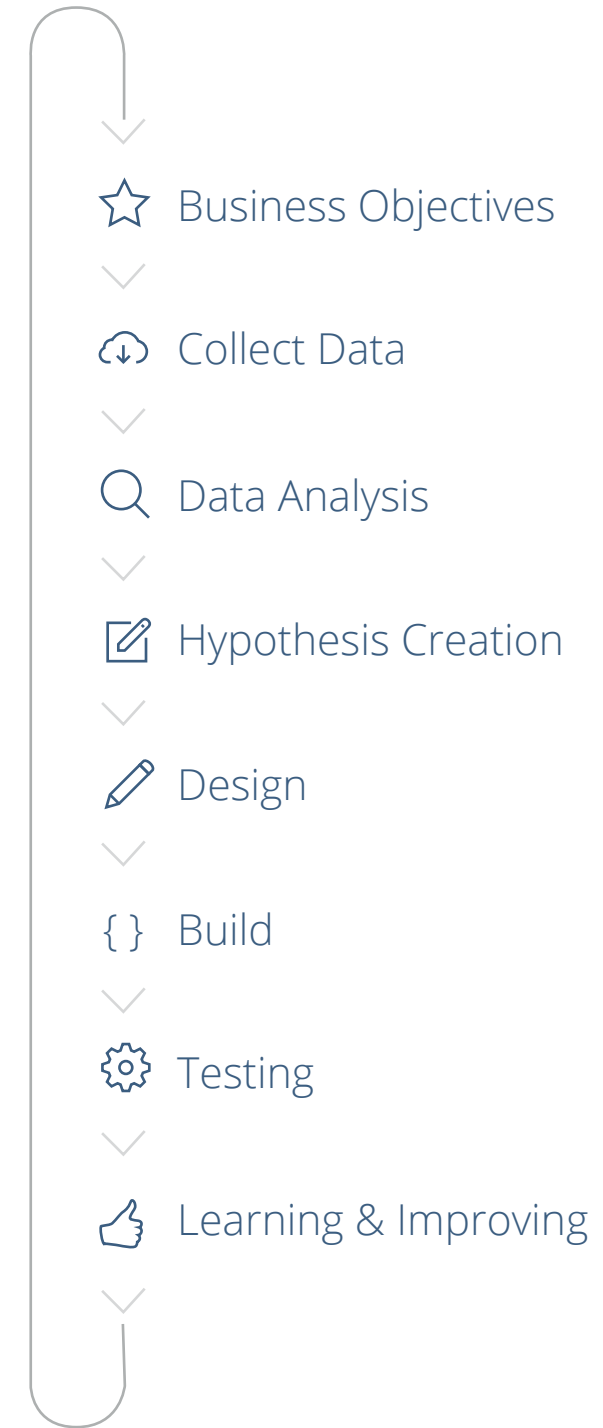 Business Objectives
Collect Data
Data Analysis
Hypothesis Creation
Design
{ } Build
Testing
Learning & Improving